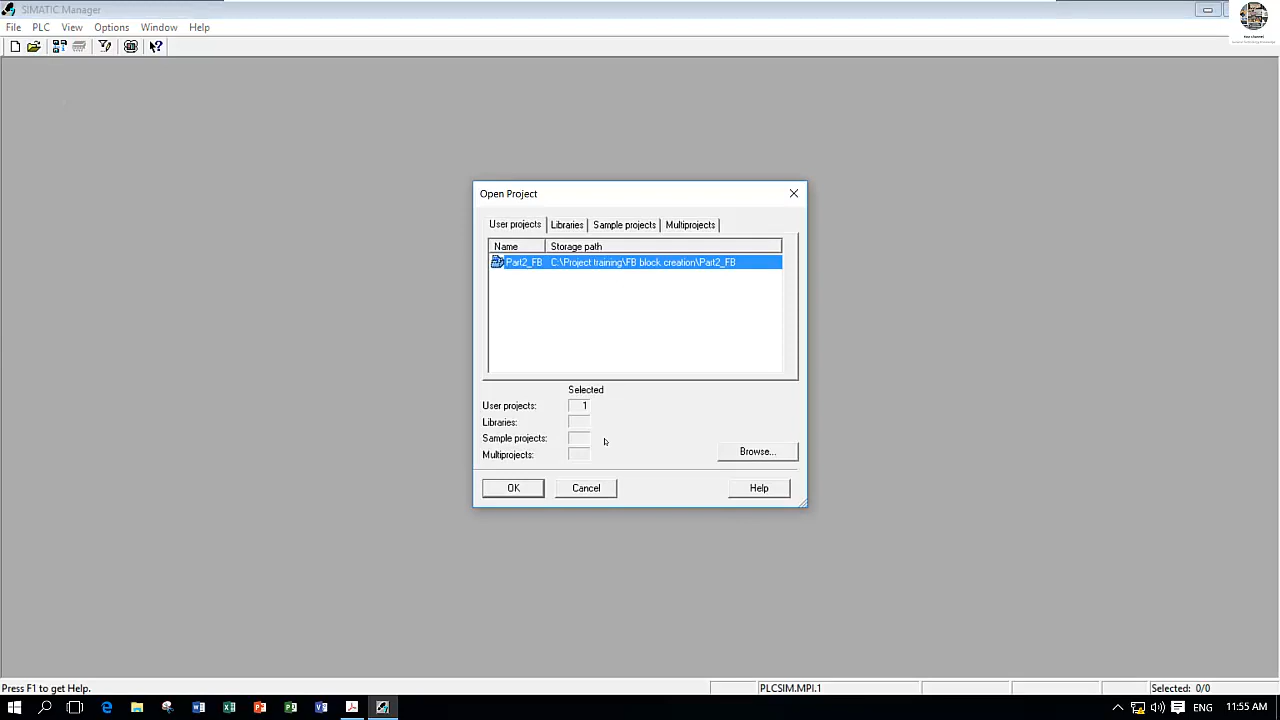 SIMATIC Manager
File PLC View Options Window Help
Open Project
User projects Libraries Sample projects Multiprojects
Name Storage path
Part2_FB C:\Project training\FB block creation\Part2_FB
Selected
User projects: 1
Libraries:
Sample projects:
Multiprojects:
Browse...
OK Cancel Help
Press F1 to get Help.
PLCSIM.MPI.1
Selected: 0/0
ENG
11:55 AM